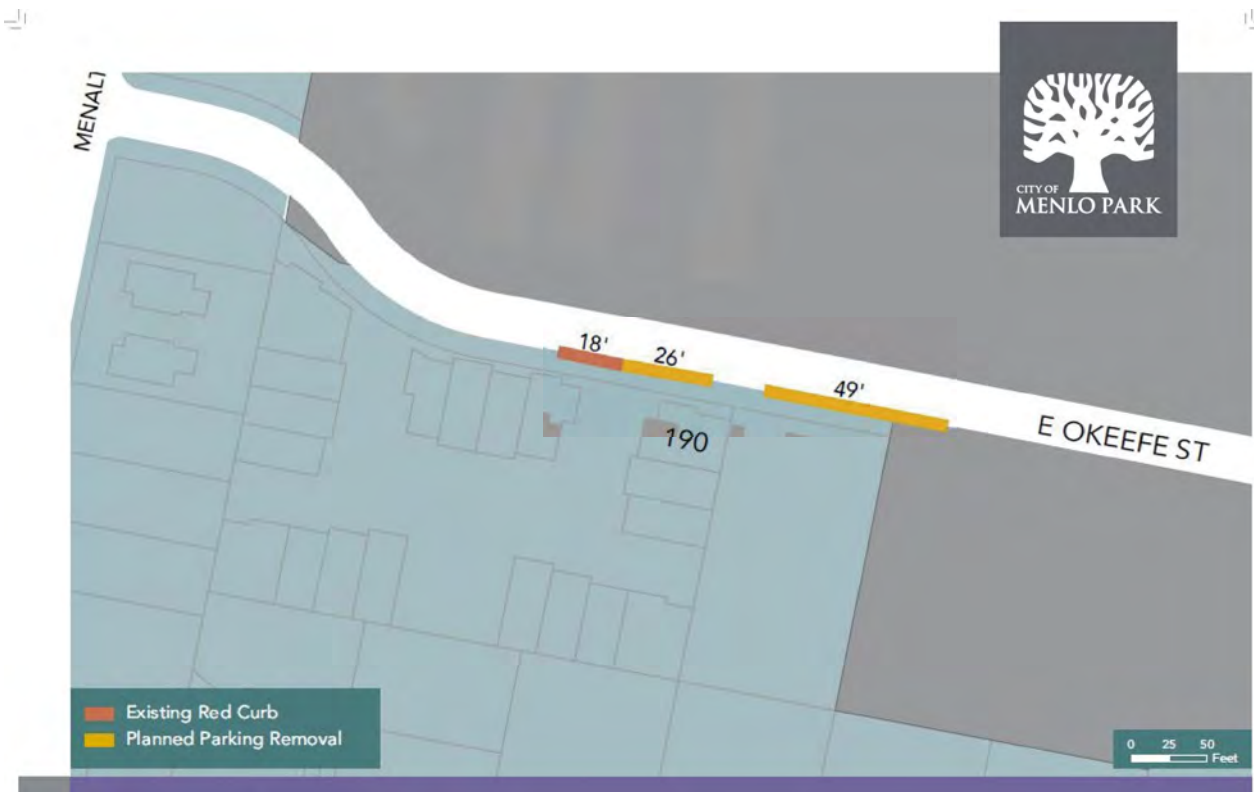 MENALT
CITY OF
MENLO PARK
18'
26'
49'
E OKEEFE ST
190
Existing Red Curb
Planned Parking Removal
0 25 50
Feet